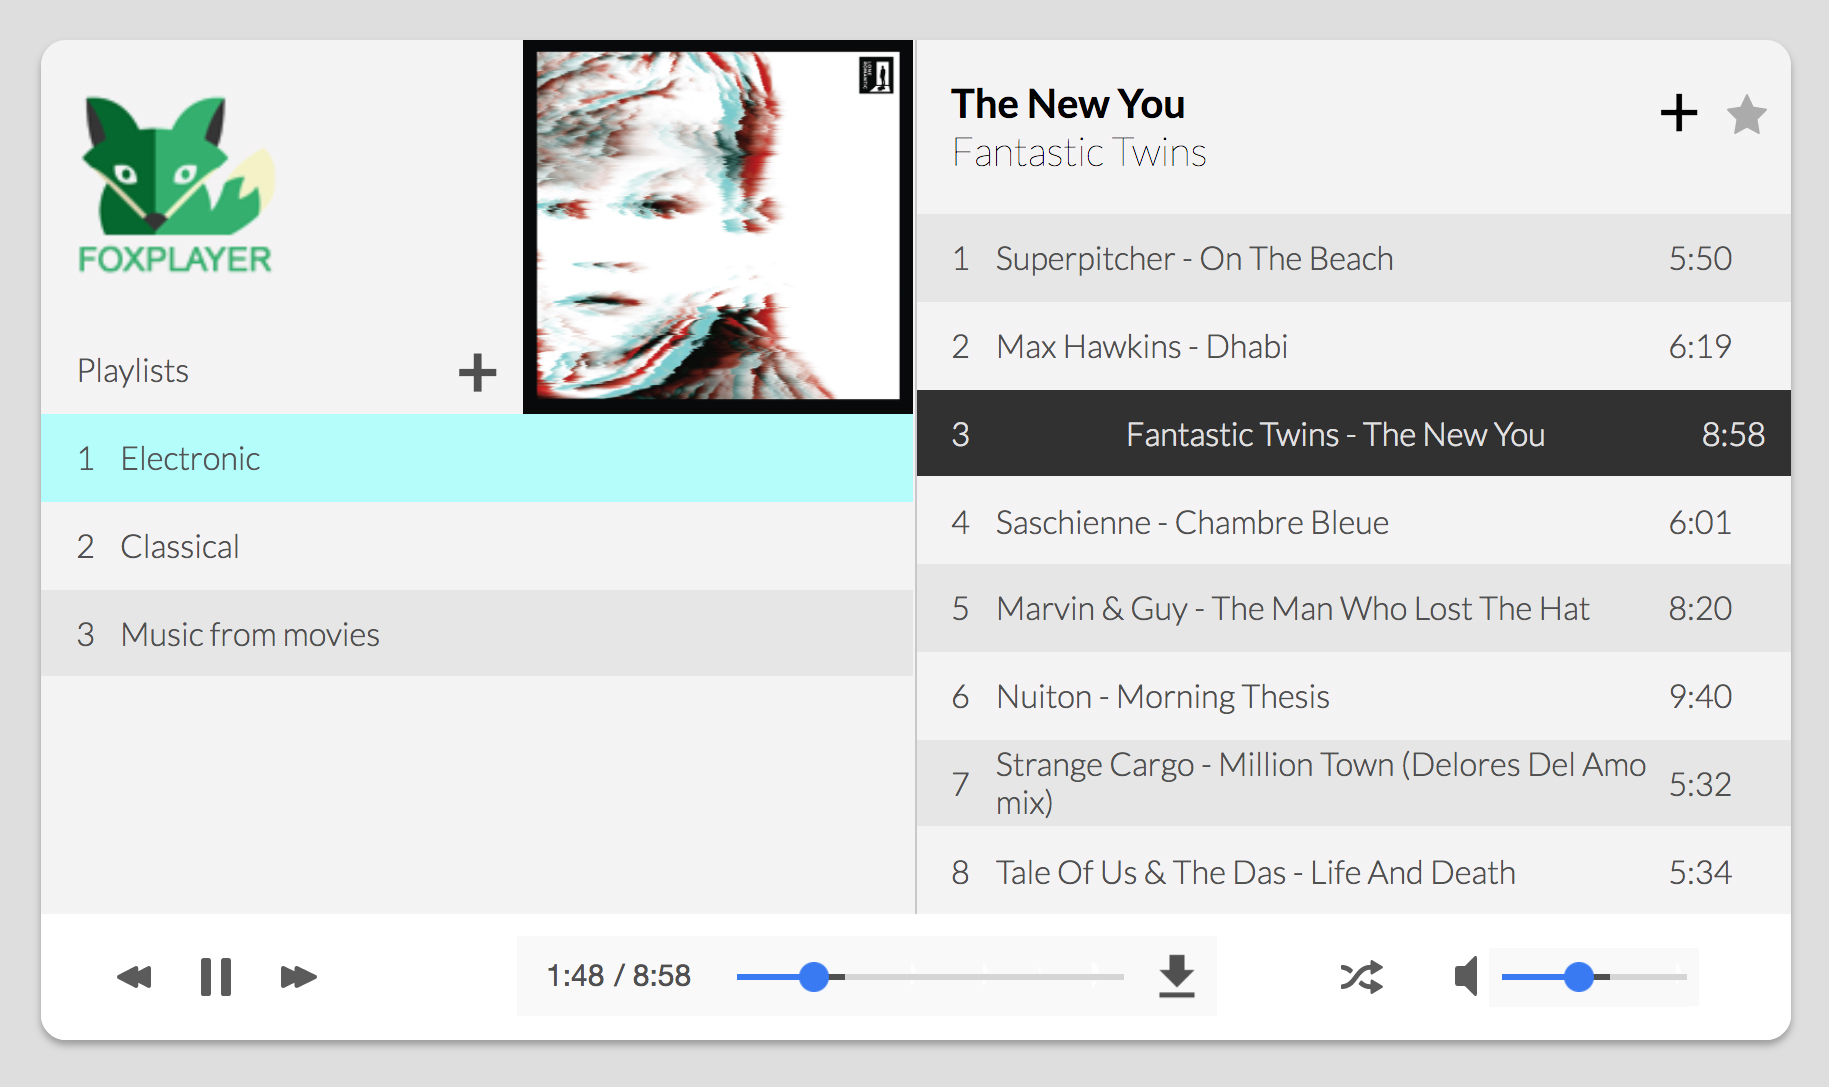 FOXPLAYER
Playlists
1 Electronic
2 Classical
3 Music from movies
The New You
Fantastic Twins
1 Superpitcher - On The Beach 5:50
2 Max Hawkins - Dhabi 6:19
3 Fantastic Twins - The New You 8:58
4 Saschienne - Chambre Bleue 6:01
5 Marvin & Guy - The Man Who Lost The Hat 8:20
6 Nuiton - Morning Thesis 9:40
7 Strange Cargo - Million Town (Delores Del Amo
mix) 5:32
8 Tale Of Us & The Das - Life And Death 5:34
1:48 / 8:58